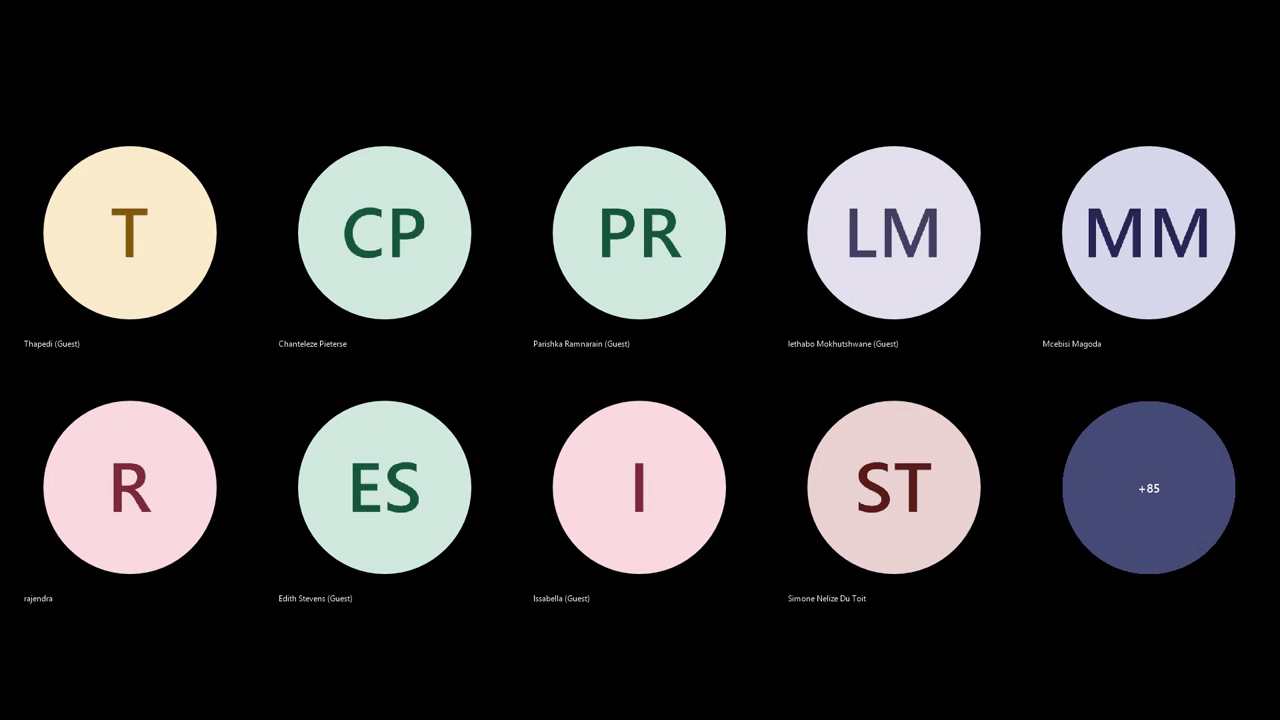 T
CP
PR
LM
MM
Thapedi (Guest)
Chanteleze Pieterse
Parishka Ramnarain (Guest)
lethabo Mokhutshwane (Guest)
Mcebisi Magoda
R
ES
I
ST
+85
rajendra
Edith Stevens (Guest)
Issabella (Guest)
Simone Nelize Du Toit